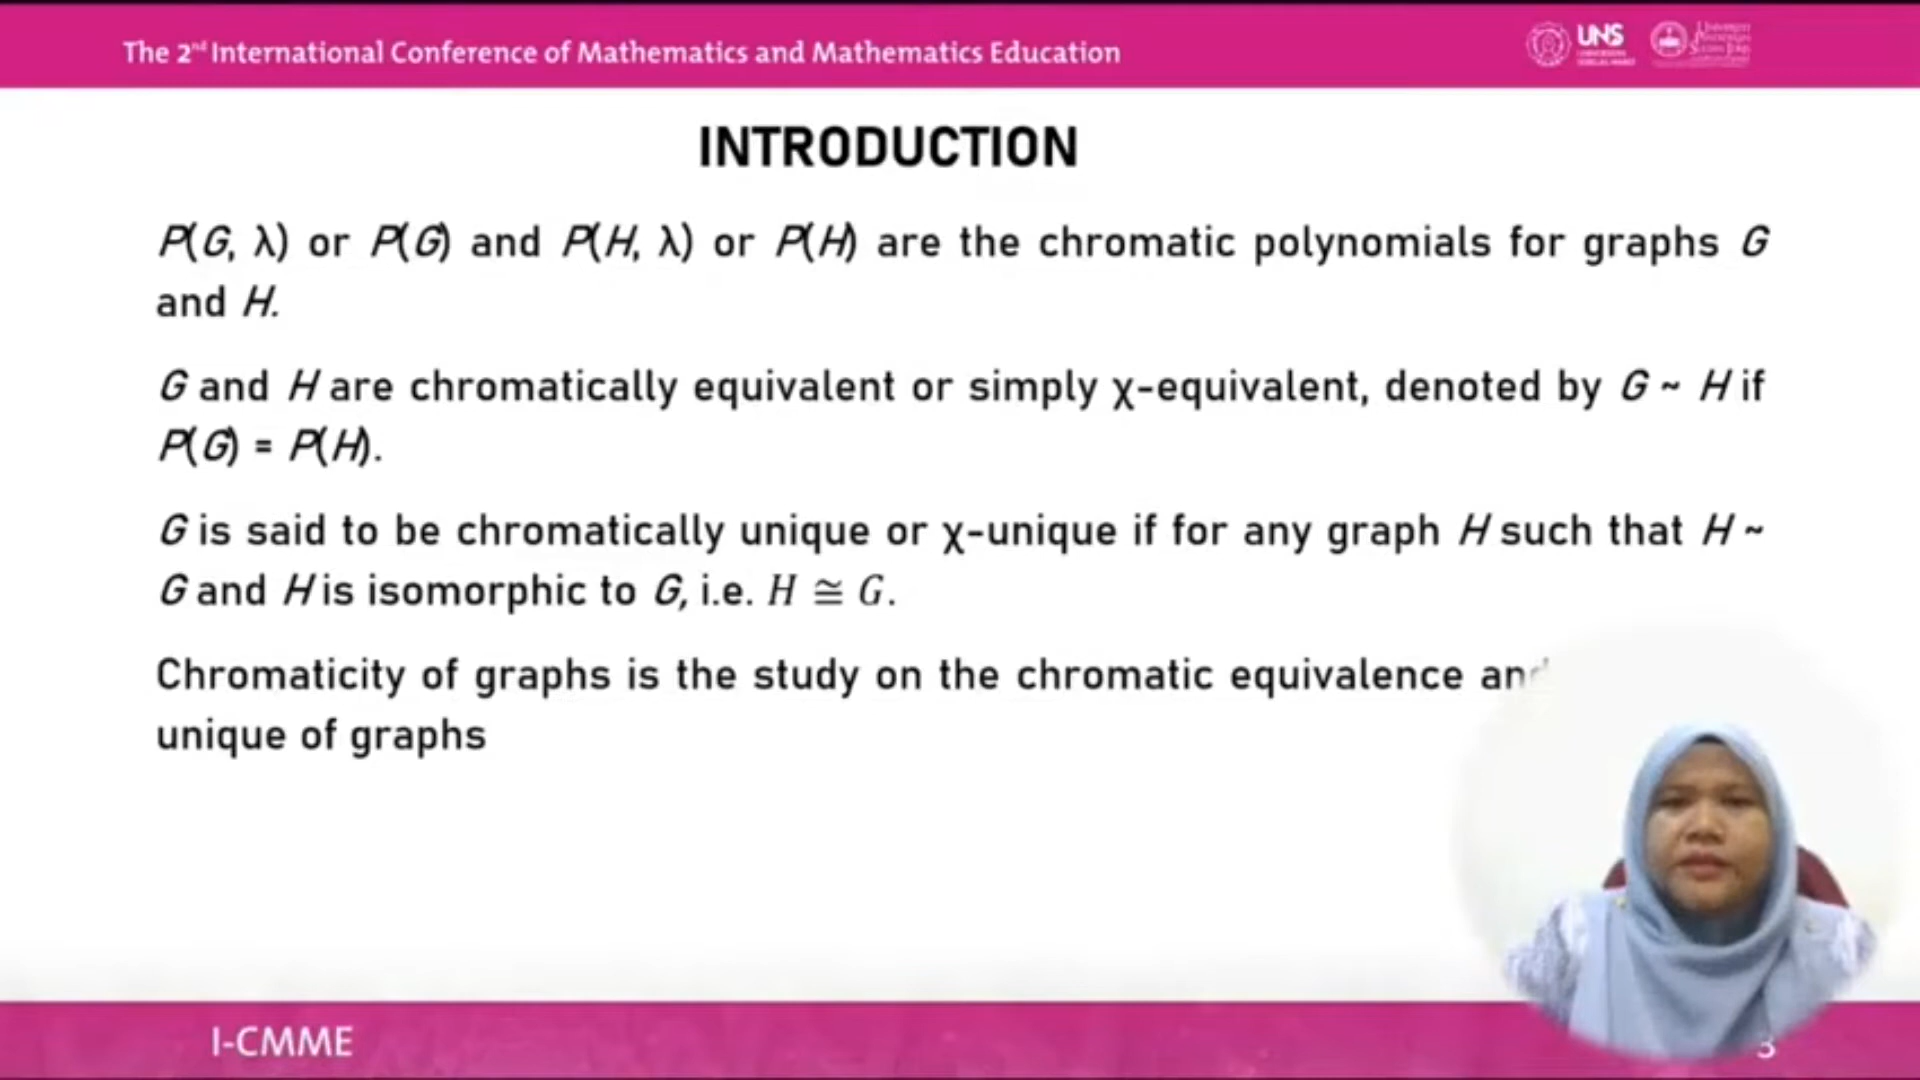 The 2nd International Conference of Mathematics and Mathematics Education
UNS
INTRODUCTION
P(G, λ) or P(G) and P(H, λ) or P(H) are the chromatic polynomials for graphs G
and H.
G and H are chromatically equivalent or simply χ-equivalent, denoted by G ~ H if
P(G) = P(H).
G is said to be chromatically unique or χ-unique if for any graph H such that H ~
G and H is isomorphic to G, i.e. H ≅ G.
Chromaticity of graphs is the study on the chromatic equivalence and
unique of graphs
I-CMME
3